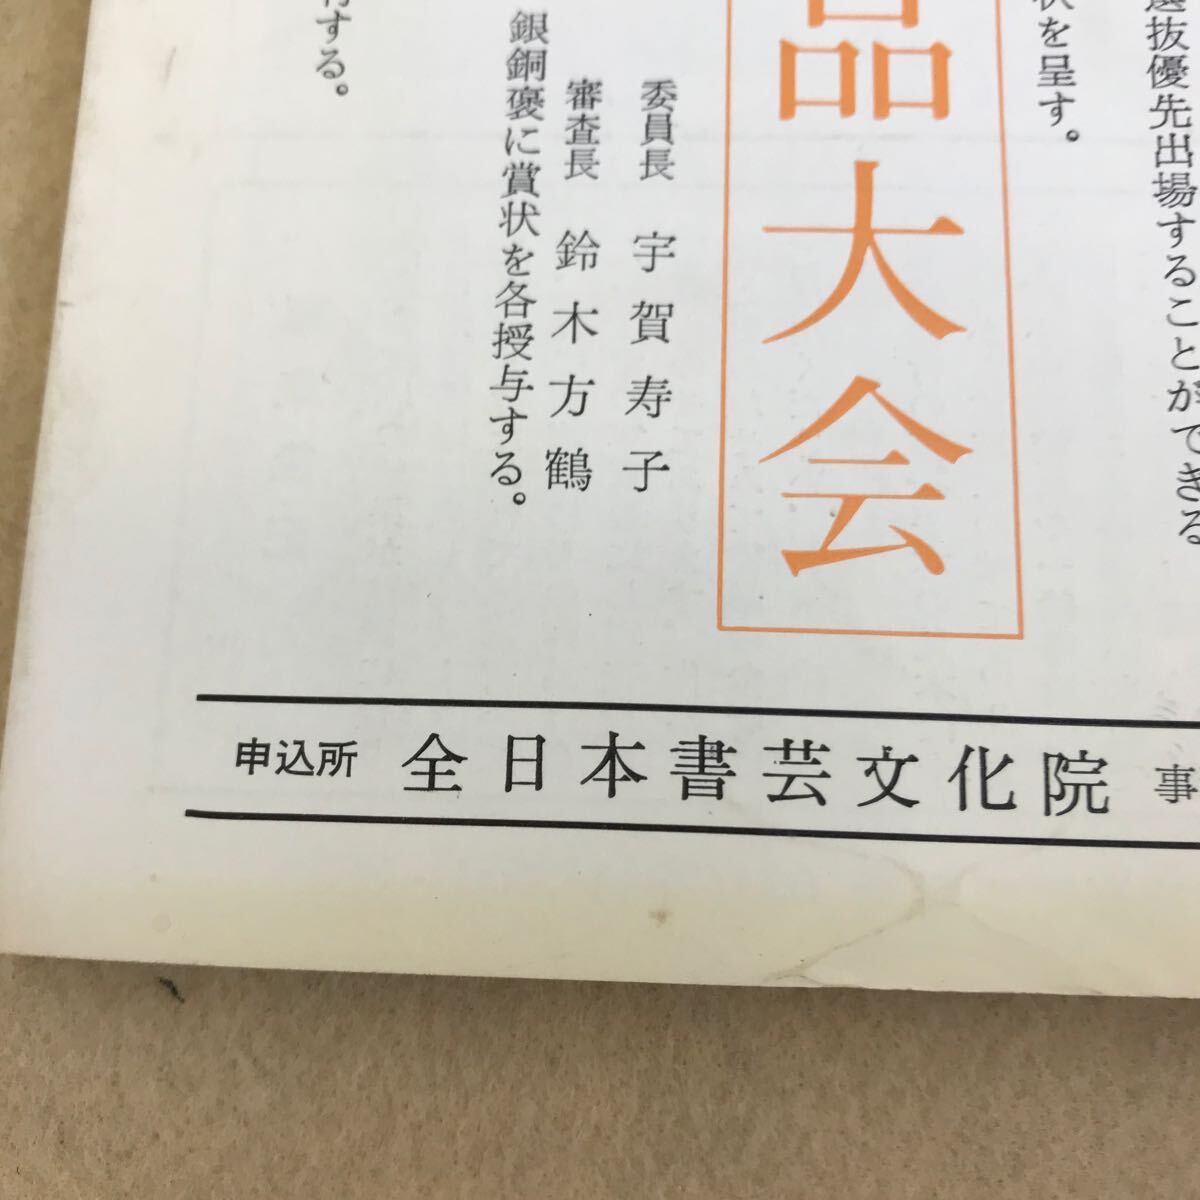 選抜優先出場することができる
状を呈す。
品大会
委員長 宇賀寿子
審査長 鈴木方鶴
銀銅褒に賞状を各授与する。
する。
申込所 全日本書芸文化院 事